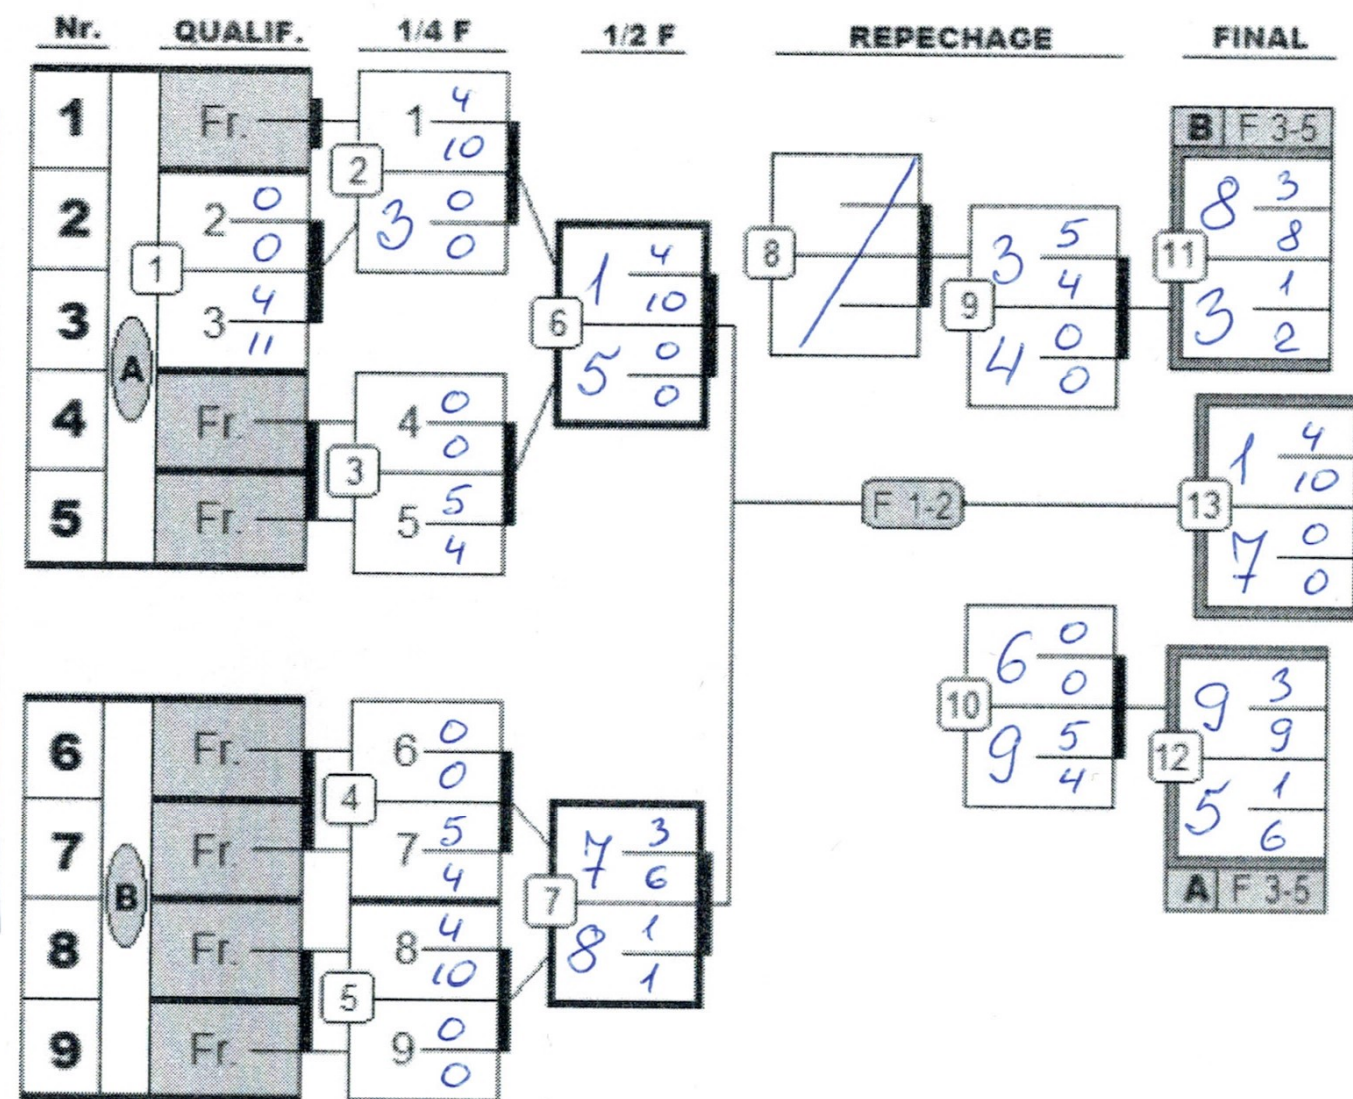 Nr. QUALIF. 1/4 F 1/2 F REPECHAGE FINAL
1 Fr. 1 4 10
2
2 2 0 0 3 0 0
1
3 3 4 11
A
4 Fr. 4 0 0
3
5 Fr. 5 5 4
1 4 10
6
5 0 0
8
3 5 4
9
4 0 0
B F 3-5
8 3 8
11
3 1 2
F 1-2
1 4 10
13
7 0 0
6 Fr. 6 0 0
4
7 Fr. 7 5 4
B
8 Fr. 8 4 10
5
9 Fr. 9 0 0
7 3 6
7
8 1 1
6 0 0
10
9 5 4
9 3 9
12
5 1 6
A F 3-5